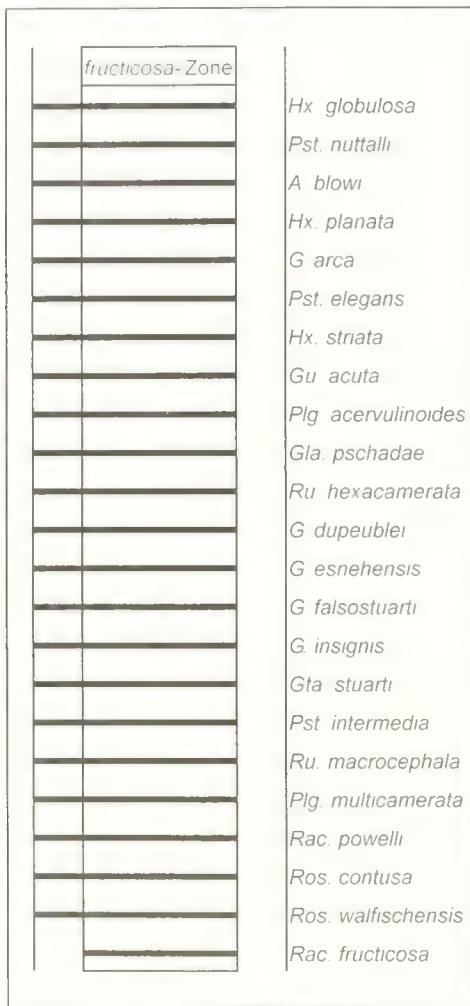 fructicosa-Zone
Hx globulosa
Pst. nuttalli
A blowi
Hx. planata
G arca
Pst. elegans
Hx. striata
Gu acuta
Plg acervulinoides
Gla. pschadae
Ru hexacamerata
G dupeublei
G esnehensis
G falsostuarti
G. insignis
Gta stuarti
Pst intermedia
Ru. macrocephala
Plg. multicamerata
Rac. powelli
Ros. contusa
Ros. walfischensis
Rac. fructicosa